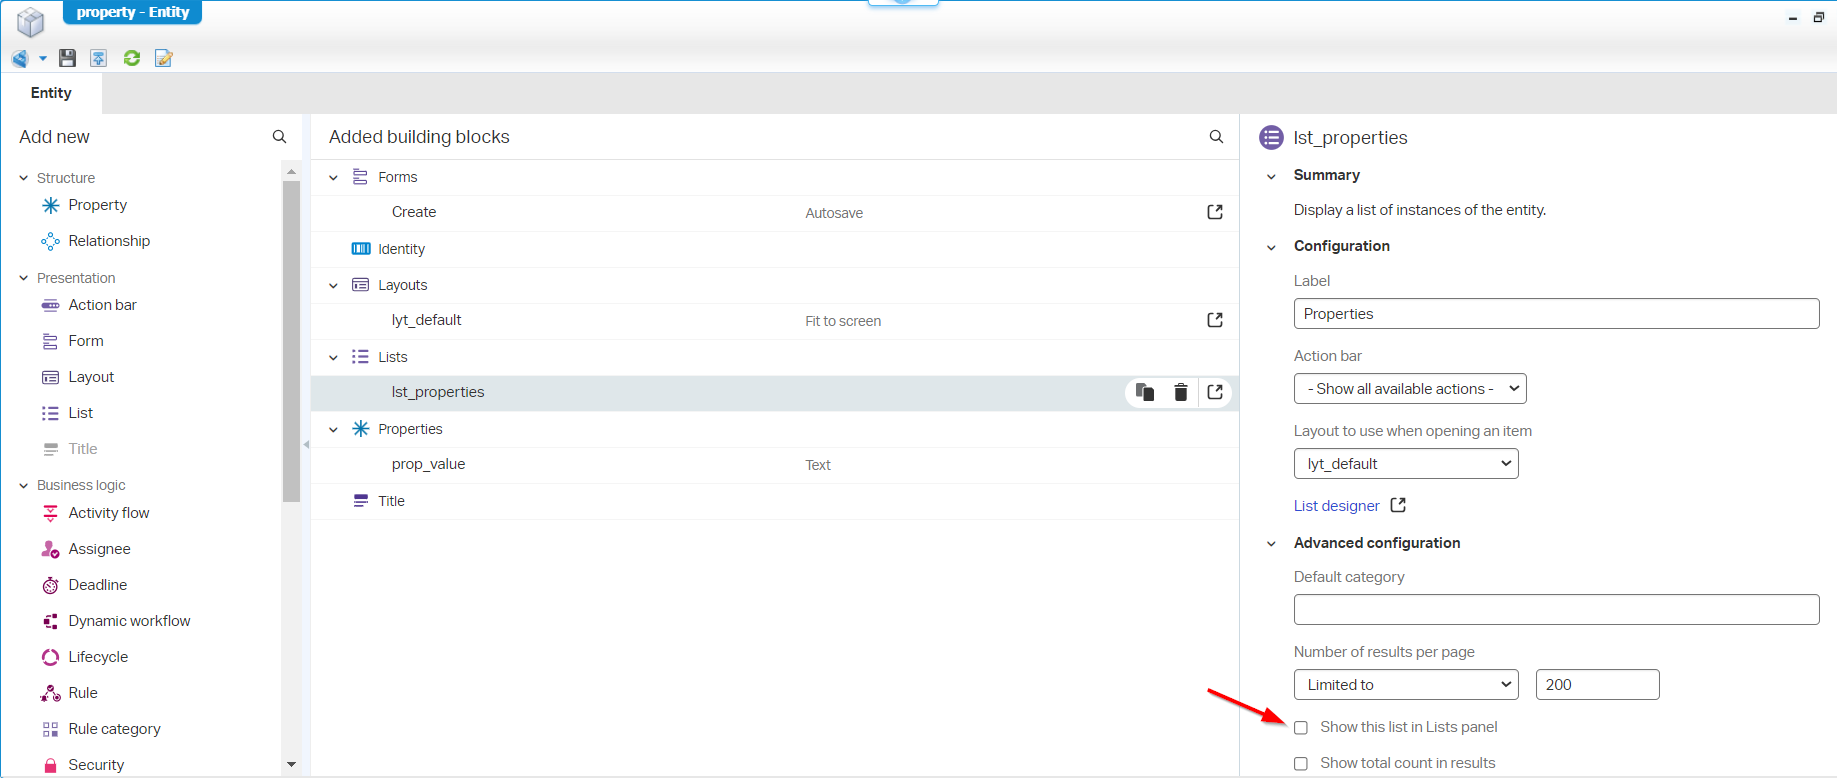 property - Entity
Entity
Add new
Structure
Property
Relationship
Presentation
Action bar
Form
Layout
List
Title
Business logic
Activity flow
Assignee
Deadline
Dynamic workflow
Lifecycle
Rule
Rule category
Security
Added building blocks
Forms
Create Autosave
Identity
Layouts
lyt_default Fit to screen
Lists
lst_properties
Properties
prop_value Text
Title
lst_properties
Summary
Display a list of instances of the entity.
Configuration
Label
Properties
Action bar
- Show all available actions -
Layout to use when opening an item
lyt_default
List designer
Advanced configuration
Default category
Number of results per page
Limited to 200
Show this list in Lists panel
Show total count in results